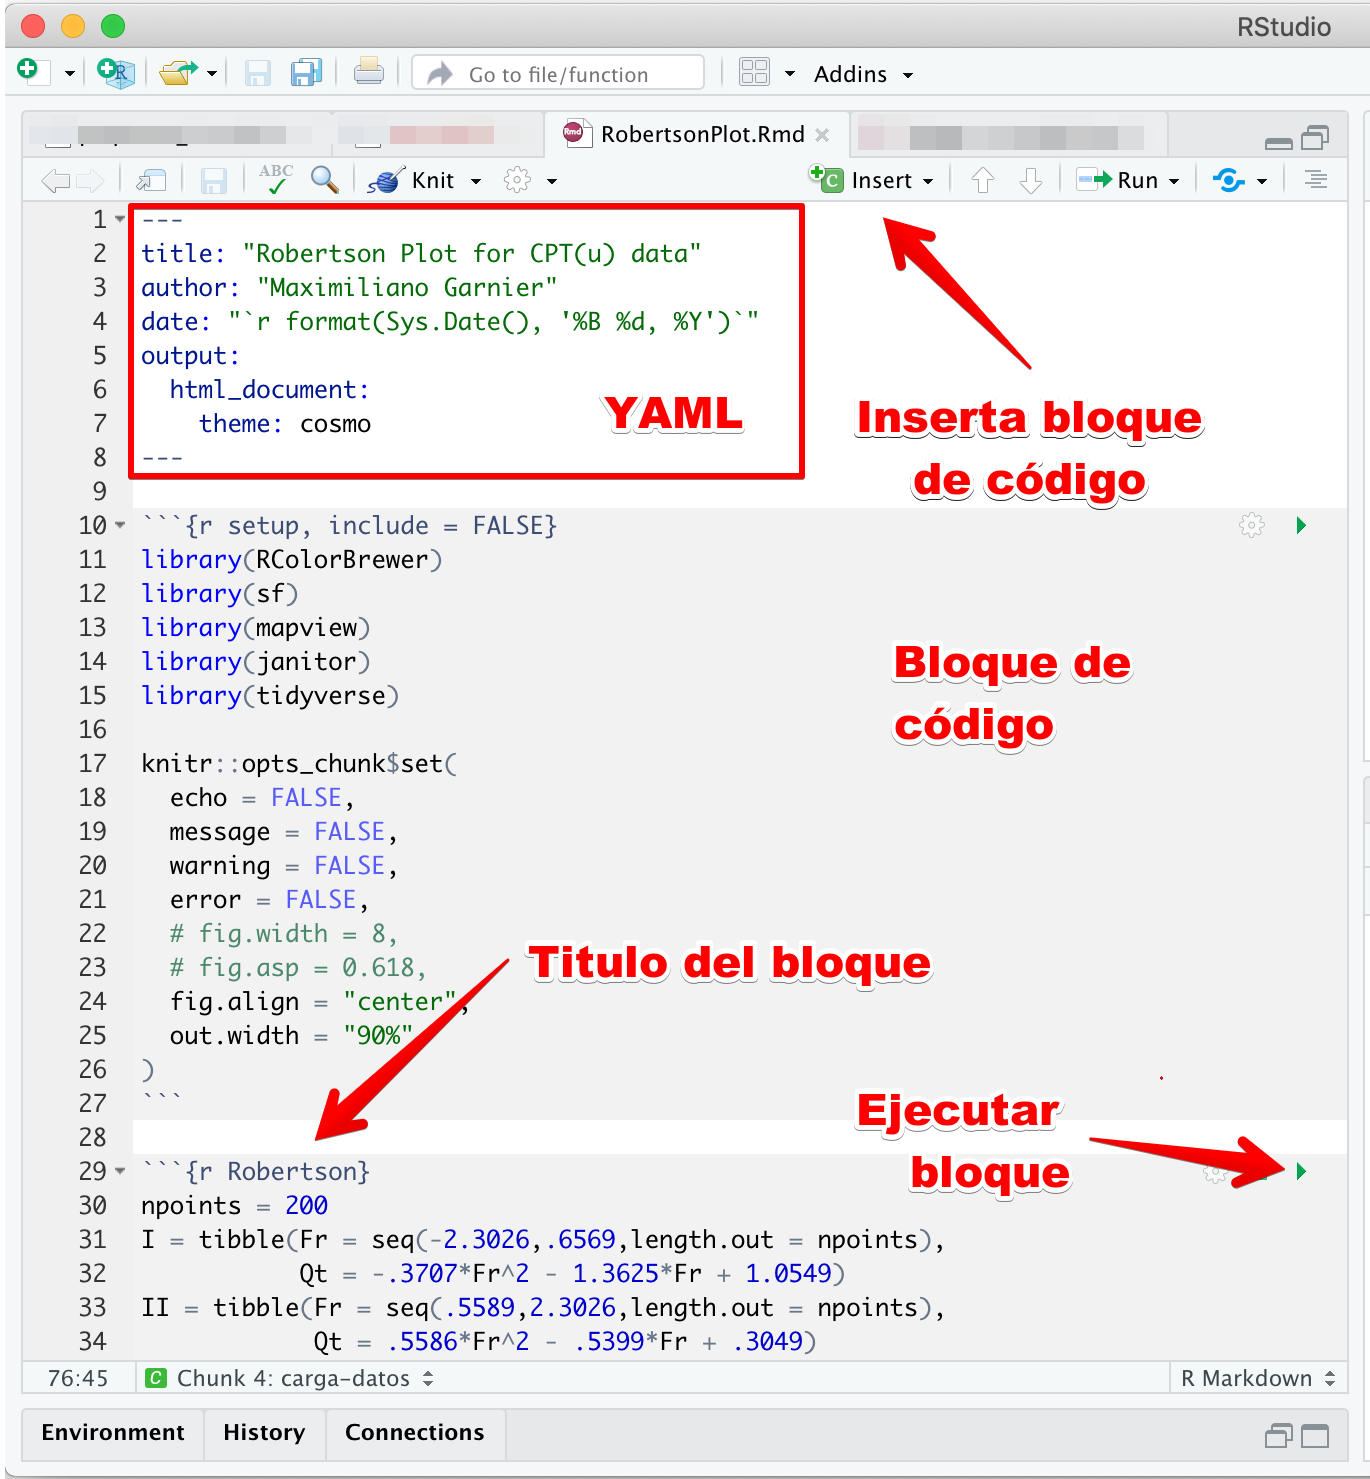 RStudio
Go to file/function
Addins
RobertsonPlot.Rmd
ABC
Knit
Insert
Run
1 ---
2 title: "Robertson Plot for CPT(u) data"
3 author: "Maximiliano Garnier"
4 date: "`r format(Sys.Date(), '%B %d, %Y')`"
5 output:
6   html_document:
7     theme: cosmo
8 ---
YAML
Inserta bloque
de código
9
10 ```{r setup, include = FALSE}
11 library(RColorBrewer)
12 library(sf)
13 library(mapview)
14 library(janitor)
15 library(tidyverse)
Bloque de
código
16
17 knitr::opts_chunk$set(
18   echo = FALSE,
19   message = FALSE,
20   warning = FALSE,
21   error = FALSE,
22   # fig.width = 8,
23   # fig.asp = 0.618,
24   fig.align = "center",
25   out.width = "90%"
26 )
27 ```
Titulo del bloque
28
Ejecutar
bloque
29 ```{r Robertson}
30 npoints = 200
31 I = tibble(Fr = seq(-2.3026,.6569,length.out = npoints),
32            Qt = -.3707*Fr^2 - 1.3625*Fr + 1.0549)
33 II = tibble(Fr = seq(.5589,2.3026,length.out = npoints),
34             Qt = .5586*Fr^2 - .5399*Fr + .3049)
76:45
C Chunk 4: carga-datos
R Markdown
Environment
History
Connections